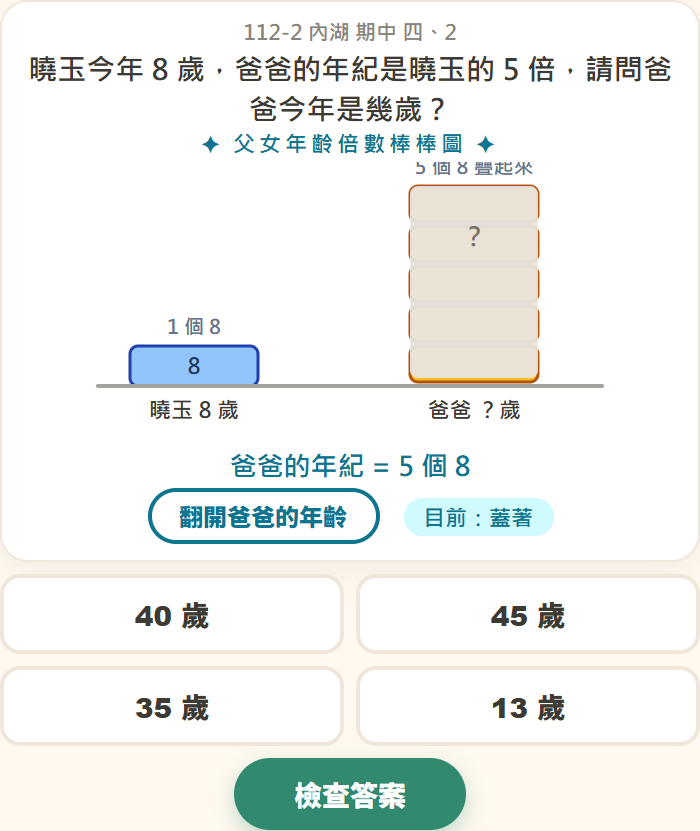 112-2 內湖 期中 四、2
曉玉今年 8 歲，爸爸的年紀是曉玉的 5 倍，請問爸
爸今年是幾歲？
✦ 父女年齡倍數棒棒圖 ✦
5 個 8 疊起來
?
1 個 8
8
曉玉 8 歲
爸爸 ？歲
爸爸的年紀 = 5 個 8
翻開爸爸的年齡
目前：蓋著
40 歲
45 歲
35 歲
13 歲
檢查答案